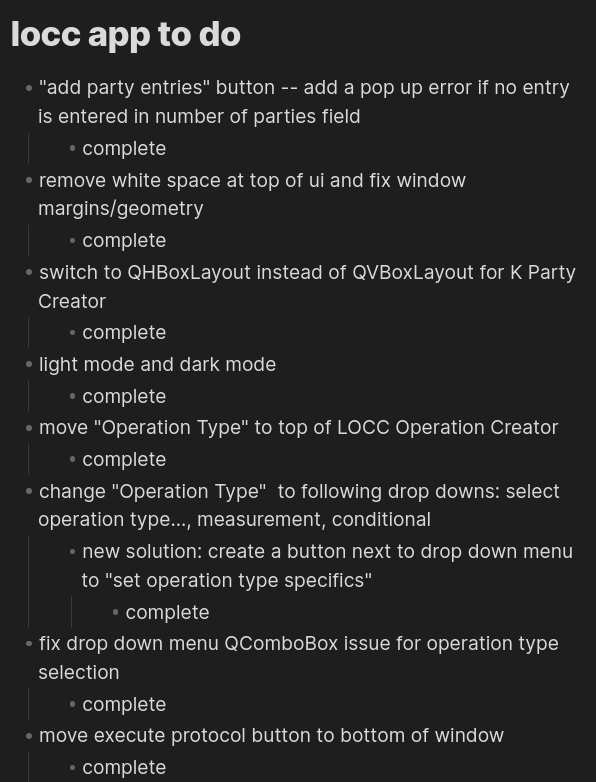 locc app to do
"add party entries" button -- add a pop up error if no entry
is entered in number of parties field
complete
remove white space at top of ui and fix window
margins/geometry
complete
switch to QHBoxLayout instead of QVBoxLayout for K Party
Creator
complete
light mode and dark mode
complete
move "Operation Type" to top of LOCC Operation Creator
complete
change "Operation Type"  to following drop downs: select
operation type..., measurement, conditional
new solution: create a button next to drop down menu
to "set operation type specifics"
complete
fix drop down menu QComboBox issue for operation type
selection
complete
move execute protocol button to bottom of window
complete